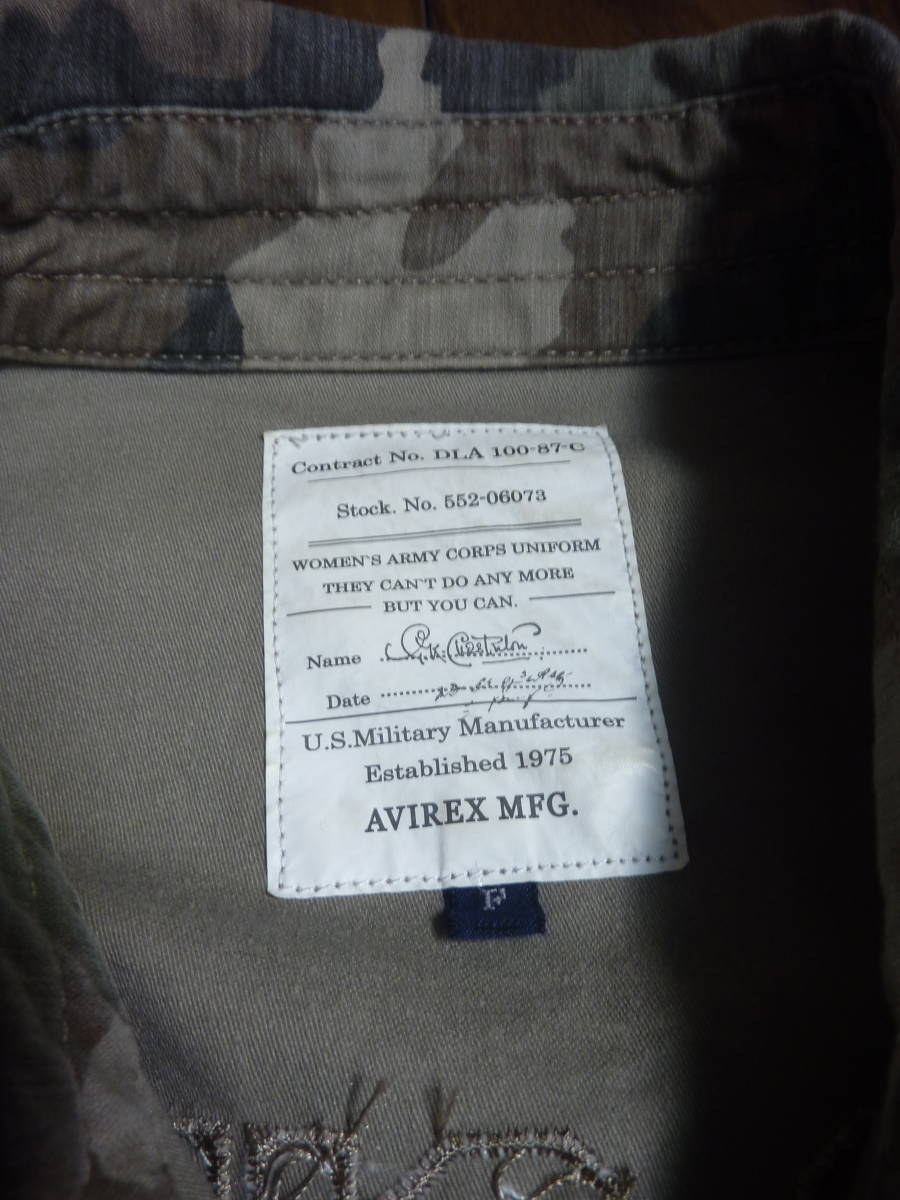 Contract No. DLA 100-87-C
Stock. No. 552-06073
WOMEN'S ARMY CORPS UNIFORM
THEY CAN'T DO ANY MORE
BUT YOU CAN.
Name G.K. Chesterton
Date
U.S.Military Manufacturer
Established 1975
AVIREX MFG.
F